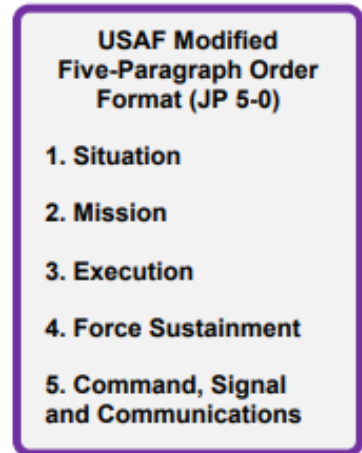 USAF Modified
Five-Paragraph Order
Format (JP 5-0)
1. Situation
2. Mission
3. Execution
4. Force Sustainment
5. Command, Signal
and Communications